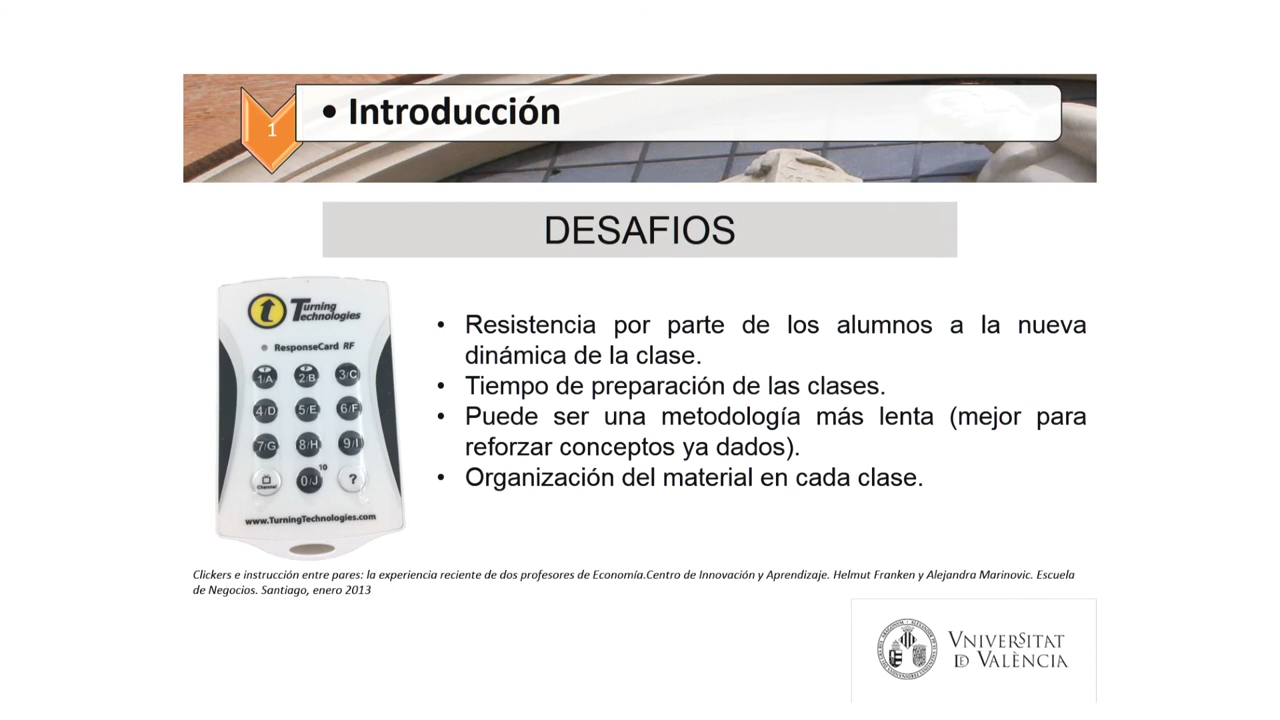 1
• Introducción
DESAFIOS
Turning
Technologies
ResponseCard RF
1/A 2/B 3/C
4/D 5/E 6/F
7/G 8/H 9/I
10
Channel 0/J ?
www.TurningTechnologies.com
• Resistencia por parte de los alumnos a la nueva
dinámica de la clase.
• Tiempo de preparación de las clases.
• Puede ser una metodología más lenta (mejor para
reforzar conceptos ya dados).
• Organización del material en cada clase.
Clickers e instrucción entre pares: la experiencia reciente de dos profesores de Economía.Centro de Innovación y Aprendizaje. Helmut Franken y Alejandra Marinovic. Escuela
de Negocios. Santiago, enero 2013
VNIVERSITAT
DE VALÈNCIA